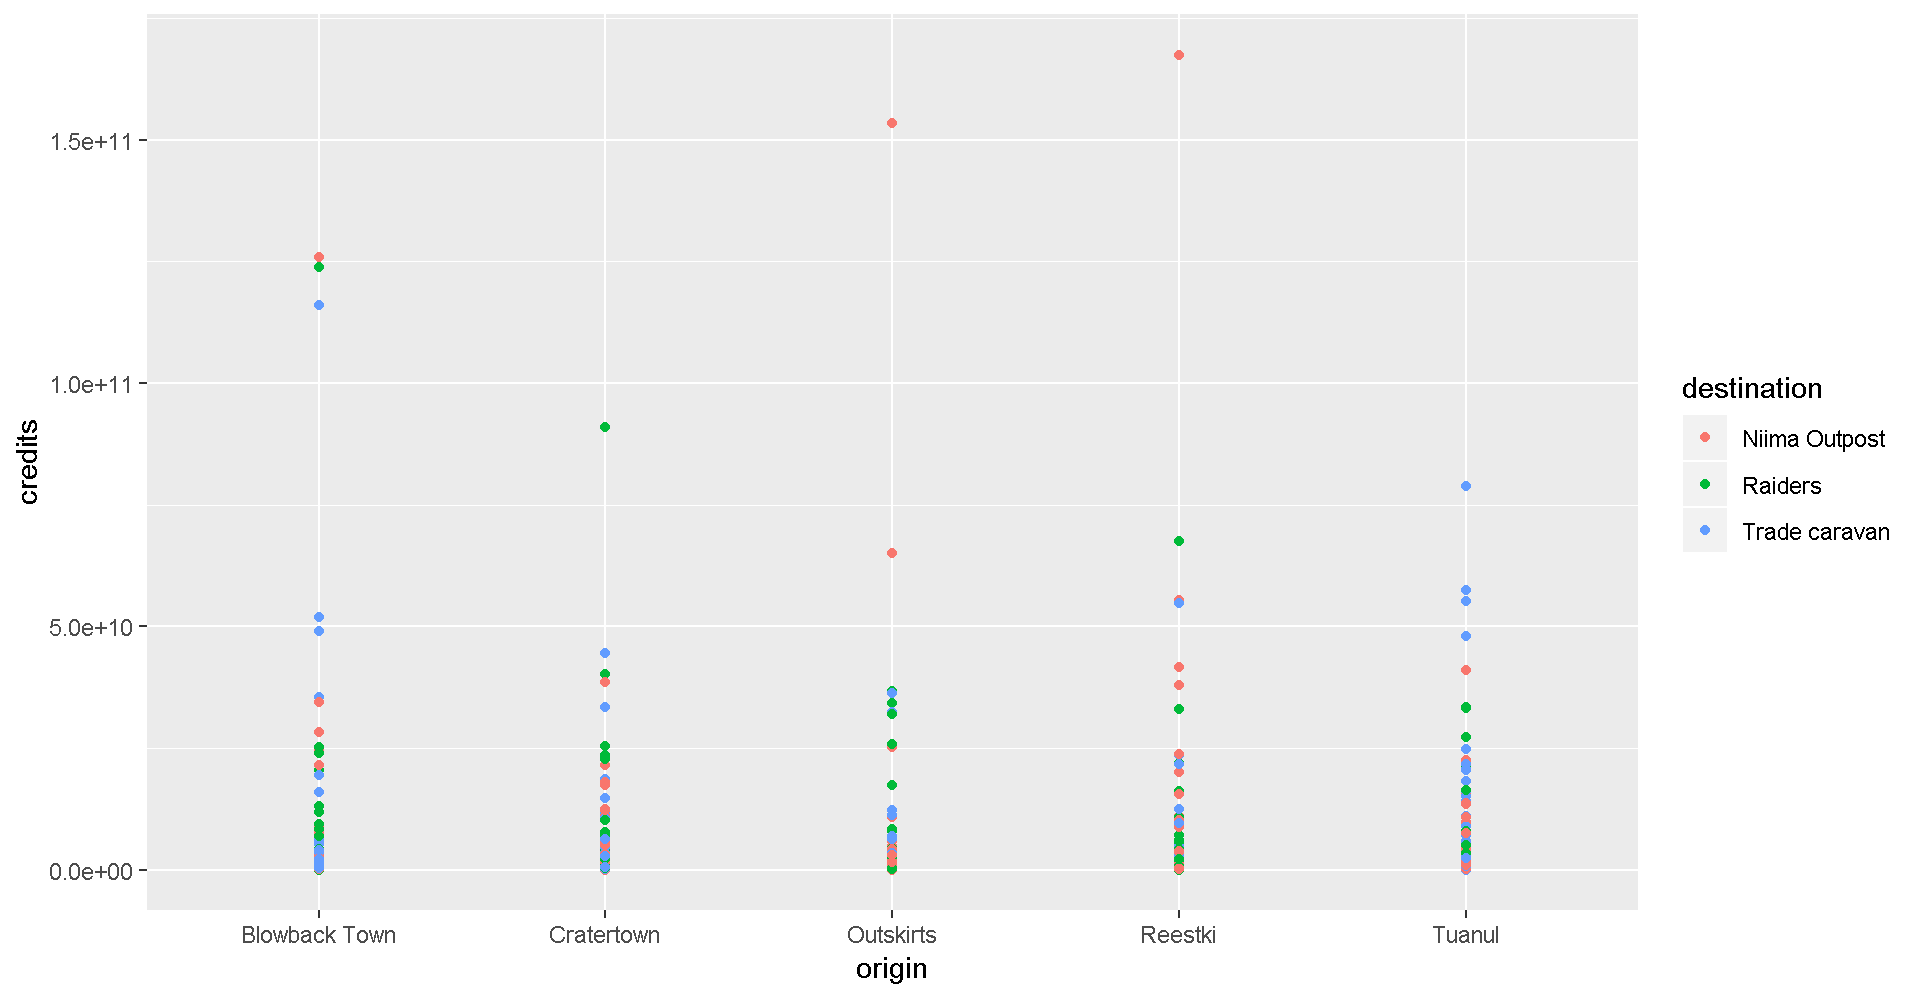 1.5e+11
1.0e+11
5.0e+10
0.0e+00
credits
Blowback Town
Cratertown
Outskirts
Reestki
Tuanul
origin
destination
Niima Outpost
Raiders
Trade caravan